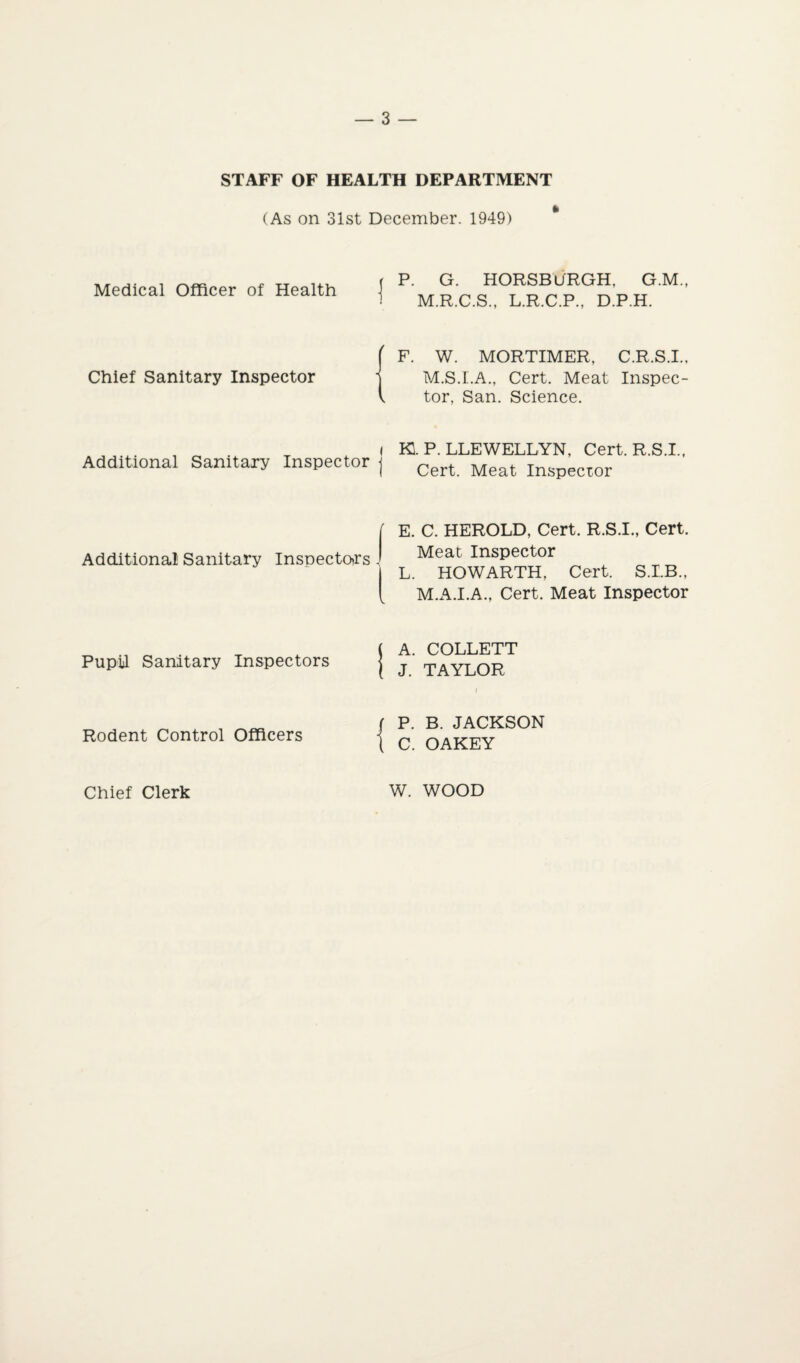 — 3 —
STAFF OF HEALTH DEPARTMENT
(As on 31st December. 1949)
Medical Officer of Health { P. G. HORSBURGH, G.M.,
M.R.C.S., L.R.C.P., D.P.H.
Chief Sanitary Inspector { F. W. MORTIMER, C.R.S.I.,
M.S.I.A., Cert. Meat Inspec-
tor, San. Science.
Additional Sanitary Inspector { K. P. LLEWELLYN, Cert. R.S.I.,
Cert. Meat Inspector
Additional Sanitary Inspectors { E. C. HEROLD, Cert. R.S.I., Cert.
Meat Inspector
L. HOWARTH, Cert. S.I.B.,
M.A.I.A., Cert. Meat Inspector
Pupil Sanitary Inspectors { A. COLLETT
J. TAYLOR
Rodent Control Officers { P. B. JACKSON
C. OAKEY
Chief Clerk W. WOOD